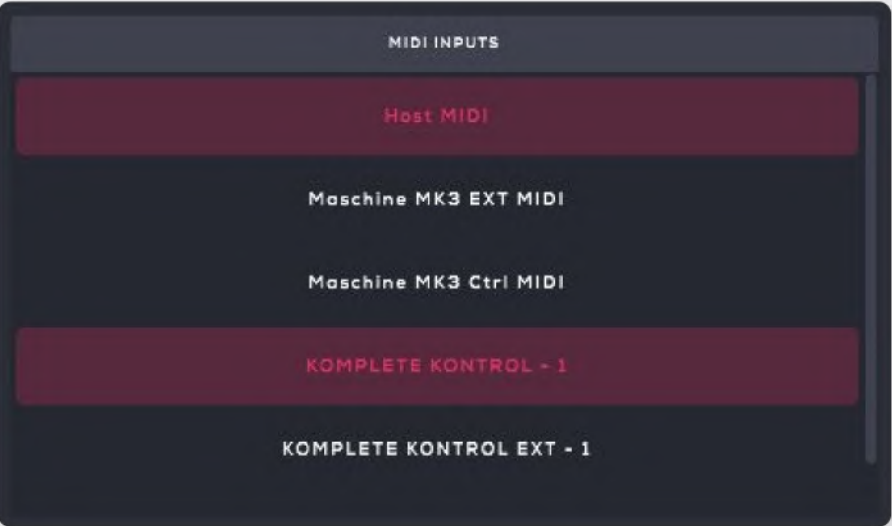 MIDI INPUTS
Host MIDI
Maschine MK3 EXT MIDI
Maschine MK3 Ctrl MIDI
KOMPLETE KONTROL - 1
KOMPLETE KONTROL EXT - 1